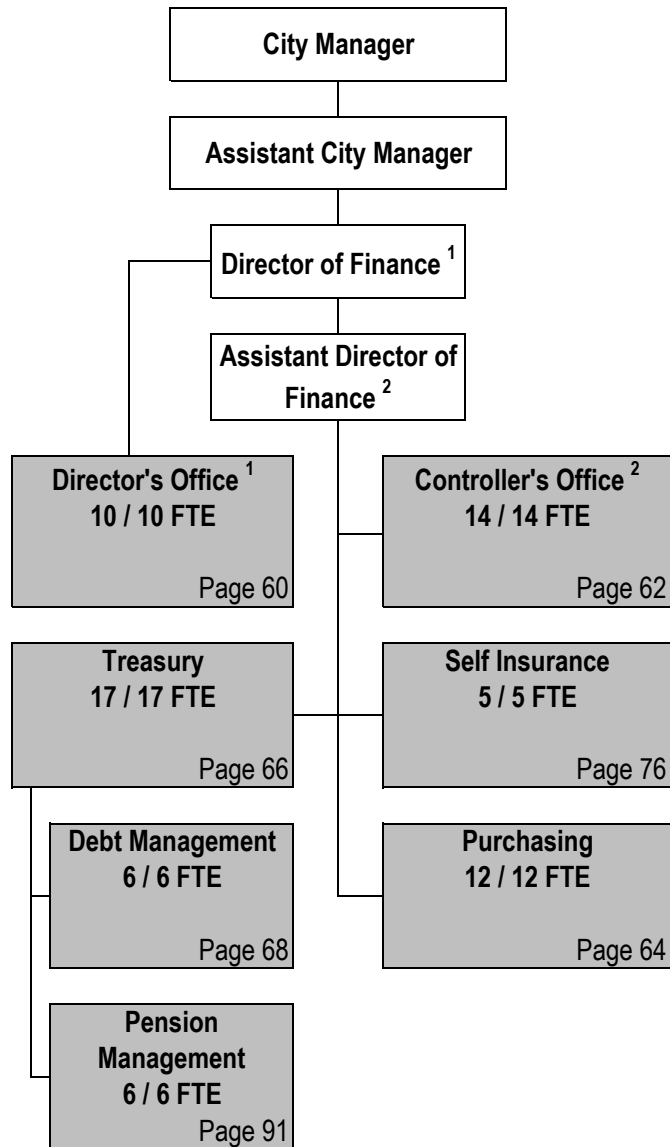 City Manager
Assistant City Manager
Director of Finance 1
Assistant Director of
Finance 2
Director's Office 1
10 / 10 FTE
Page 60
Controller's Office 2
14 / 14 FTE
Page 62
Treasury
17 / 17 FTE
Page 66
Self Insurance
5 / 5 FTE
Page 76
Debt Management
6 / 6 FTE
Page 68
Purchasing
12 / 12 FTE
Page 64
Pension
Management
6 / 6 FTE
Page 91